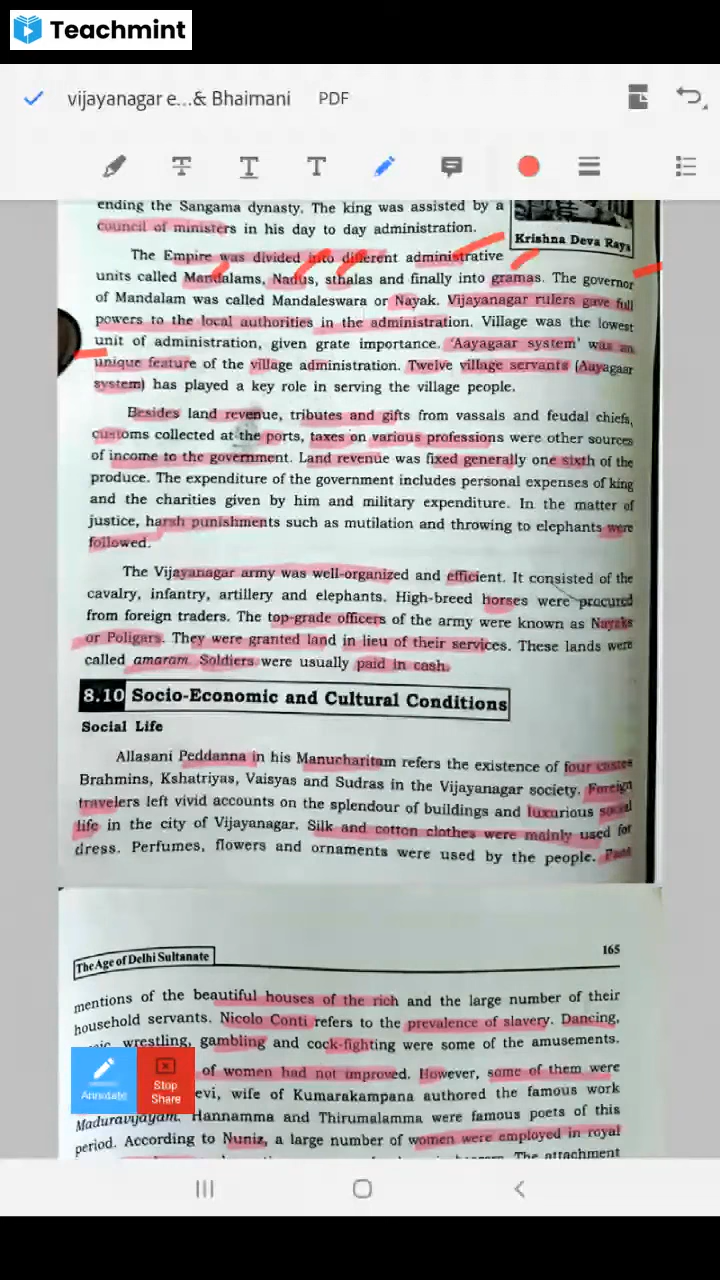 Teachmint
vijayanagar e...& Bhaimani PDF
ending the Sangama dynasty. The king was assisted by a
council of ministers in his day to day administration.
Krishna Deva Raya
The Empire was divided into different administrative
units called Mandalams, Nadus, sthalas and finally into gramas. The governor
of Mandalam was called Mandaleswara or Nayak. Vijayanagar rulers gave full
powers to the local authorities in the administration. Village was the lowest
unit of administration, given grate importance. 'Aayagaar system' was an
unique feature of the village administration. Twelve village servants (Aayagaar
system) has played a key role in serving the village people.
Besides land revenue, tributes and gifts from vassals and feudal chiefs,
customs collected at the ports, taxes on various professions were other sources
of income to the government. Land revenue was fixed generally one sixth of the
produce. The expenditure of the government includes personal expenses of king
and the charities given by him and military expenditure. In the matter of
justice, harsh punishments such as mutilation and throwing to elephants were
followed.
The Vijayanagar army was well-organized and efficient. It consisted of the
cavalry, infantry, artillery and elephants. High-breed horses were procured
from foreign traders. The top-grade officers of the army were known as Nayaks
or Poligars. They were granted land in lieu of their services. These lands were
called amaram. Soldiers were usually paid in cash.
8.10 Socio-Economic and Cultural Conditions
Social Life
Allasani Peddanna in his Manucharitam refers the existence of four castes
Brahmins, Kshatriyas, Vaisyas and Sudras in the Vijayanagar society. Foreign
travelers left vivid accounts on the splendour of buildings and luxurious social
life in the city of Vijayanagar. Silk and cotton clothes were mainly used for
dress. Perfumes, flowers and ornaments were used by the people.
The Age of Delhi Sultanate 165
mentions of the beautiful houses of the rich and the large number of their
household servants. Nicolo Conti refers to the prevalence of slavery. Dancing,
wrestling, gambling and cock-fighting were some of the amusements.
of women had not improved. However, some of them were
evi, wife of Kumarakampana authored the famous work
Maduravijayam. Hannamma and Thirumalamma were famous poets of this
period. According to Nuniz, a large number of women were employed in royal
The attachment
Annotate
Stop
Share